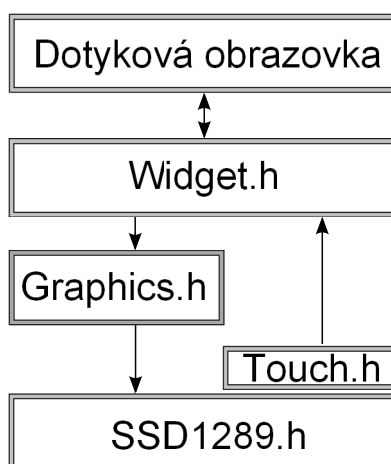 Dotyková obrazovka
Widget.h
Graphics.h
Touch.h
SSD1289.h